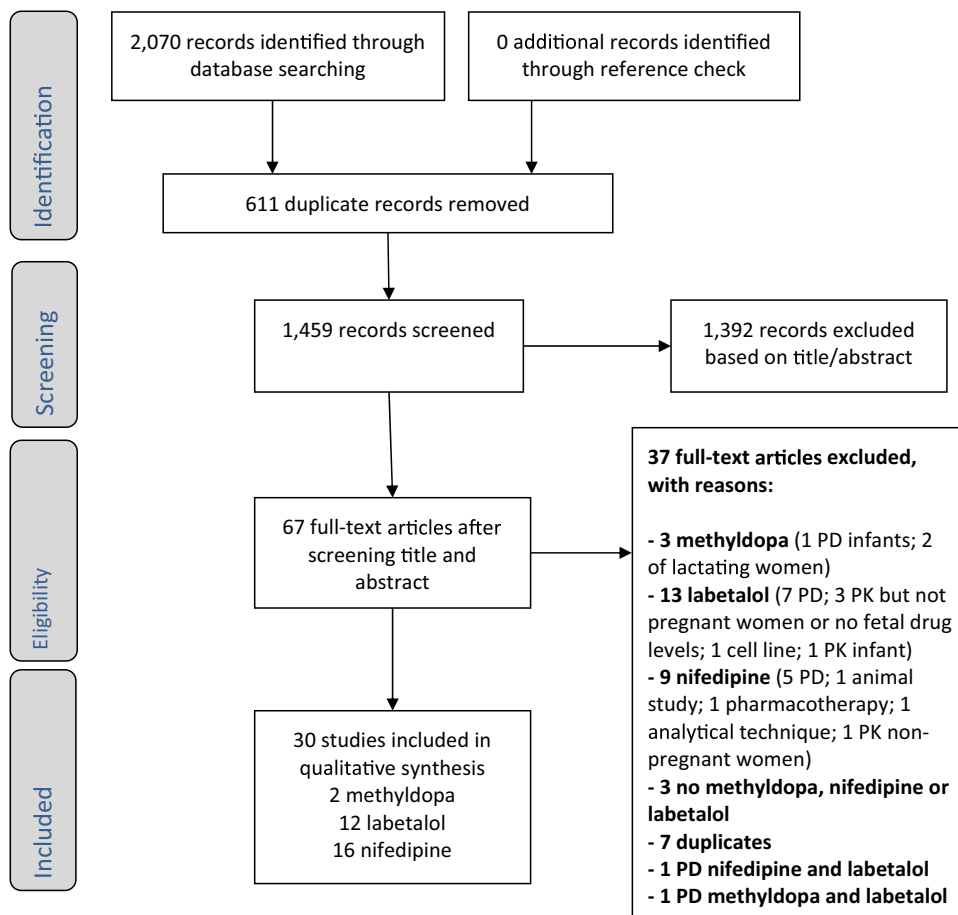 Identification
2,070 records identified through
database searching
0 additional records identified
through reference check
611 duplicate records removed
Screening
1,459 records screened
1,392 records excluded
based on title/abstract
Eligibility
67 full-text articles after
screening title and
abstract
37 full-text articles excluded,
with reasons:
- 3 methyldopa (1 PD infants; 2
of lactating women)
- 13 labetalol (7 PD; 3 PK but not
pregnant women or no fetal drug
levels; 1 cell line; 1 PK infant)
- 9 nifedipine (5 PD; 1 animal
study; 1 pharmacotherapy; 1
analytical technique; 1 PK non-
pregnant women)
- 3 no methyldopa, nifedipine or
labetalol
- 7 duplicates
- 1 PD nifedipine and labetalol
- 1 PD methyldopa and labetalol
Included
30 studies included in
qualitative synthesis
2 methyldopa
12 labetalol
16 nifedipine